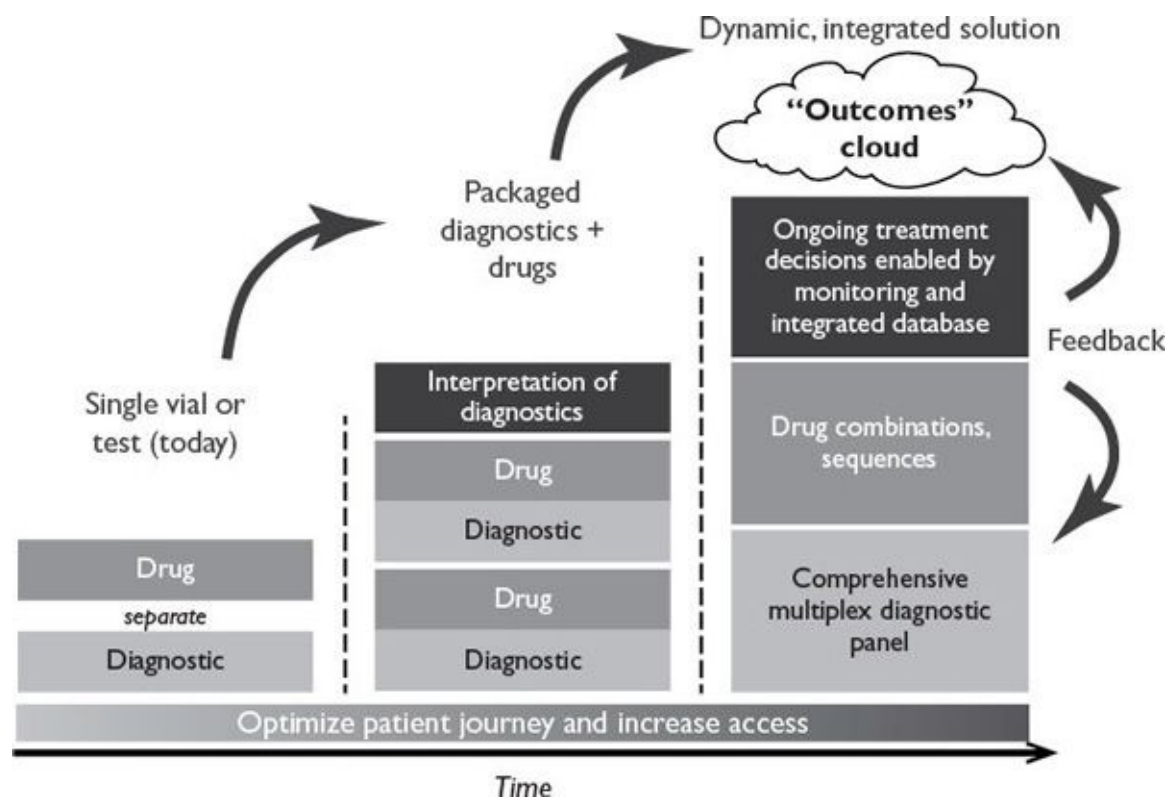 Dynamic, integrated solution
“Outcomes”
cloud
Packaged
diagnostics +
drugs
Single vial or
test (today)
Drug
separate
Diagnostic
Interpretation of
diagnostics
Drug
Diagnostic
Drug
Diagnostic
Ongoing treatment
decisions enabled by
monitoring and
integrated database
Drug combinations,
sequences
Comprehensive
multiplex diagnostic
panel
Feedback
Optimize patient journey and increase access
Time